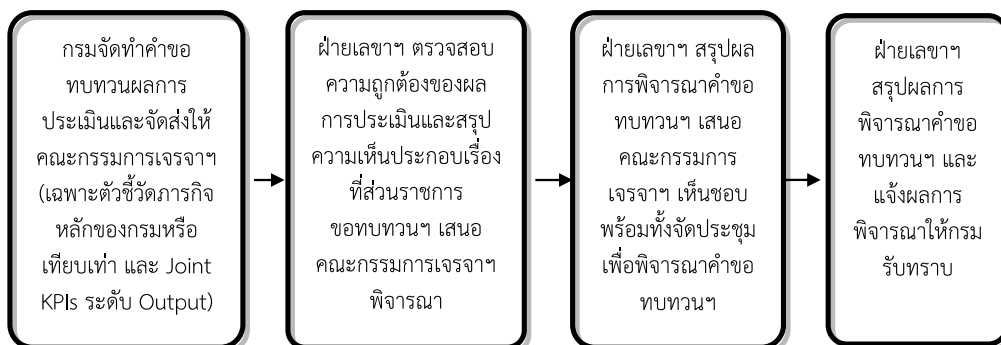 กรมจัดทำคำขอ
ทบทวนผลการ
ประเมินและจัดส่งให้
คณะกรรมการเจรจาฯ
(เฉพาะตัวชี้วัดภารกิจ
หลักของกรมหรือ
เทียบเท่า และ Joint
KPIs ระดับ Output)
ฝ่ายเลขาฯ ตรวจสอบ
ความถูกต้องของผล
การประเมินและสรุป
ความเห็นประกอบเรื่อง
ที่ส่วนราชการ
ขอทบทวนฯ เสนอ
คณะกรรมการเจรจาฯ
พิจารณา
ฝ่ายเลขาฯ สรุปผล
การพิจารณาคำขอ
ทบทวนฯ เสนอ
คณะกรรมการ
เจรจาฯ เห็นชอบ
พร้อมทั้งจัดประชุม
เพื่อพิจารณาคำขอ
ทบทวนฯ
ฝ่ายเลขาฯ
สรุปผลการ
พิจารณาคำขอ
ทบทวนฯ และ
แจ้งผลการ
พิจารณาให้กรม
รับทราบ